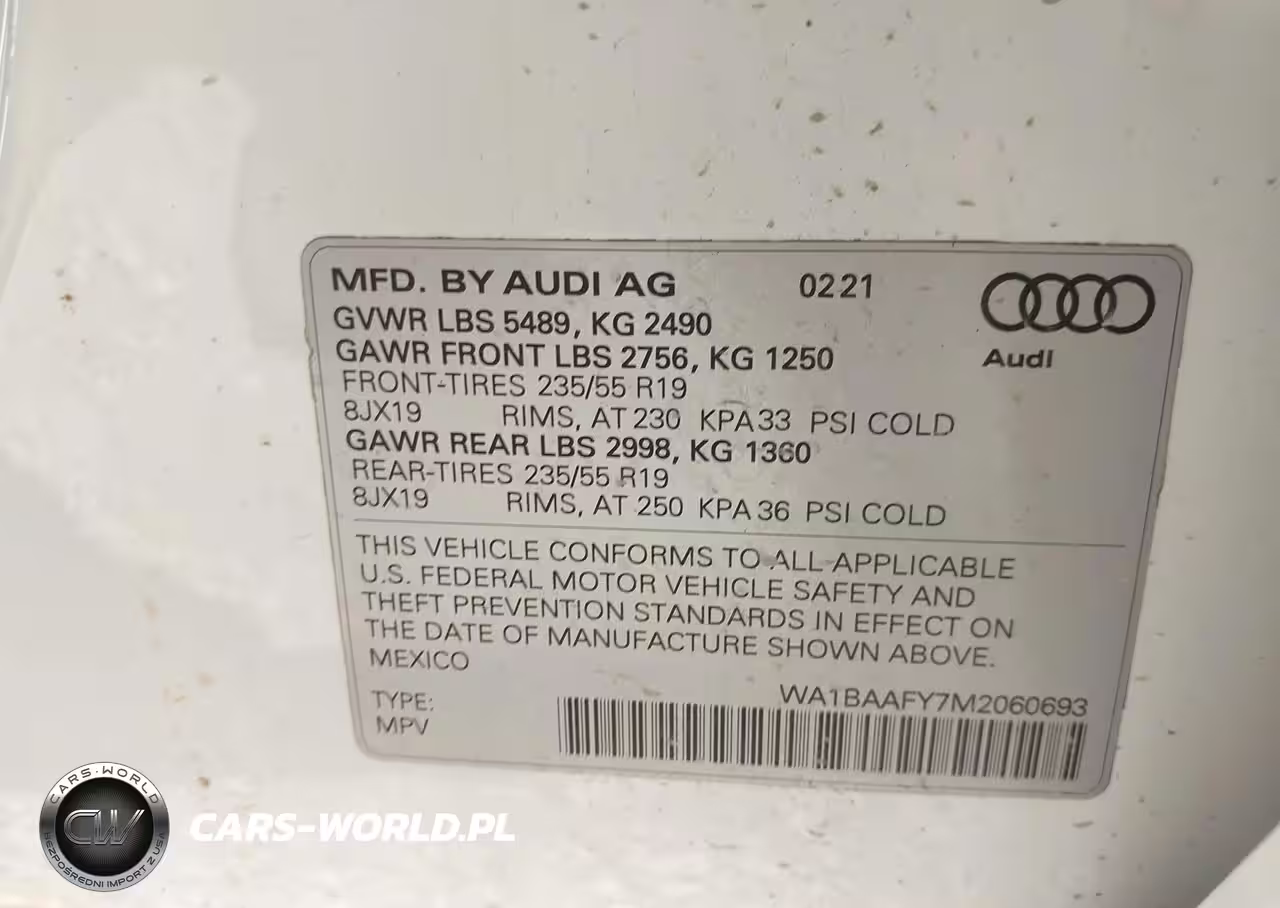 MFD. BY AUDI AG 0221
Audi
GVWR LBS 5489, KG 2490
GAWR FRONT LBS 2756, KG 1250
FRONT-TIRES 235/55 R19
8JX19 RIMS, AT 230 KPA 33 PSI COLD
GAWR REAR LBS 2998, KG 1360
REAR-TIRES 235/55 R19
8JX19 RIMS, AT 250 KPA 36 PSI COLD
THIS VEHICLE CONFORMS TO ALL APPLICABLE
U.S. FEDERAL MOTOR VEHICLE SAFETY AND
THEFT PREVENTION STANDARDS IN EFFECT ON
THE DATE OF MANUFACTURE SHOWN ABOVE.
MEXICO
TYPE:
MPV
WA1BAAFY7M2060693
CARS-WORLD
CW
BEZPOŚREDNI IMPORT Z USA
CARS-WORLD.PL